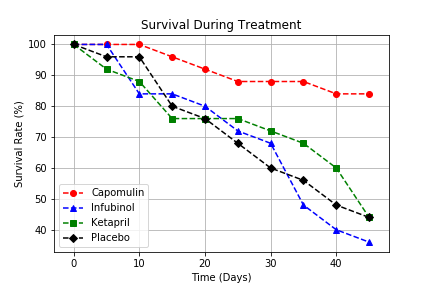 Survival During Treatment
100
90
80
70
60
50
40
Survival Rate (%)
Capomulin
Infubinol
Ketapril
Placebo
0 10 20 30 40
Time (Days)